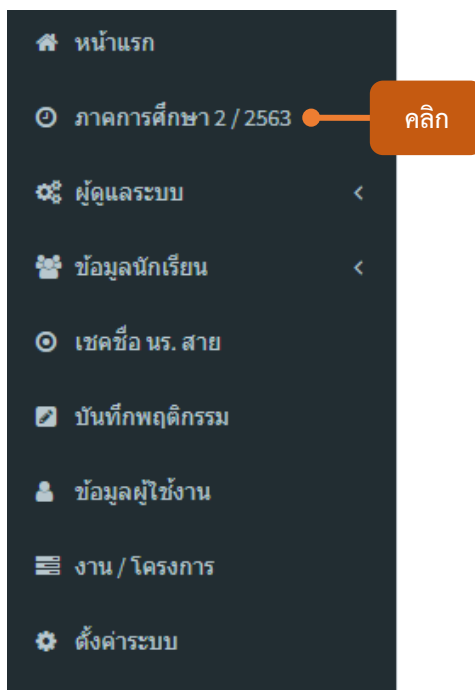 หน้าแรก
ภาคการศึกษา 2 / 2563
คลิก
ผู้ดูแลระบบ
ข้อมูลนักเรียน
เชคชื่อ นร. สาย
บันทึกพฤติกรรม
ข้อมูลผู้ใช้งาน
งาน / โครงการ
ตั้งค่าระบบ